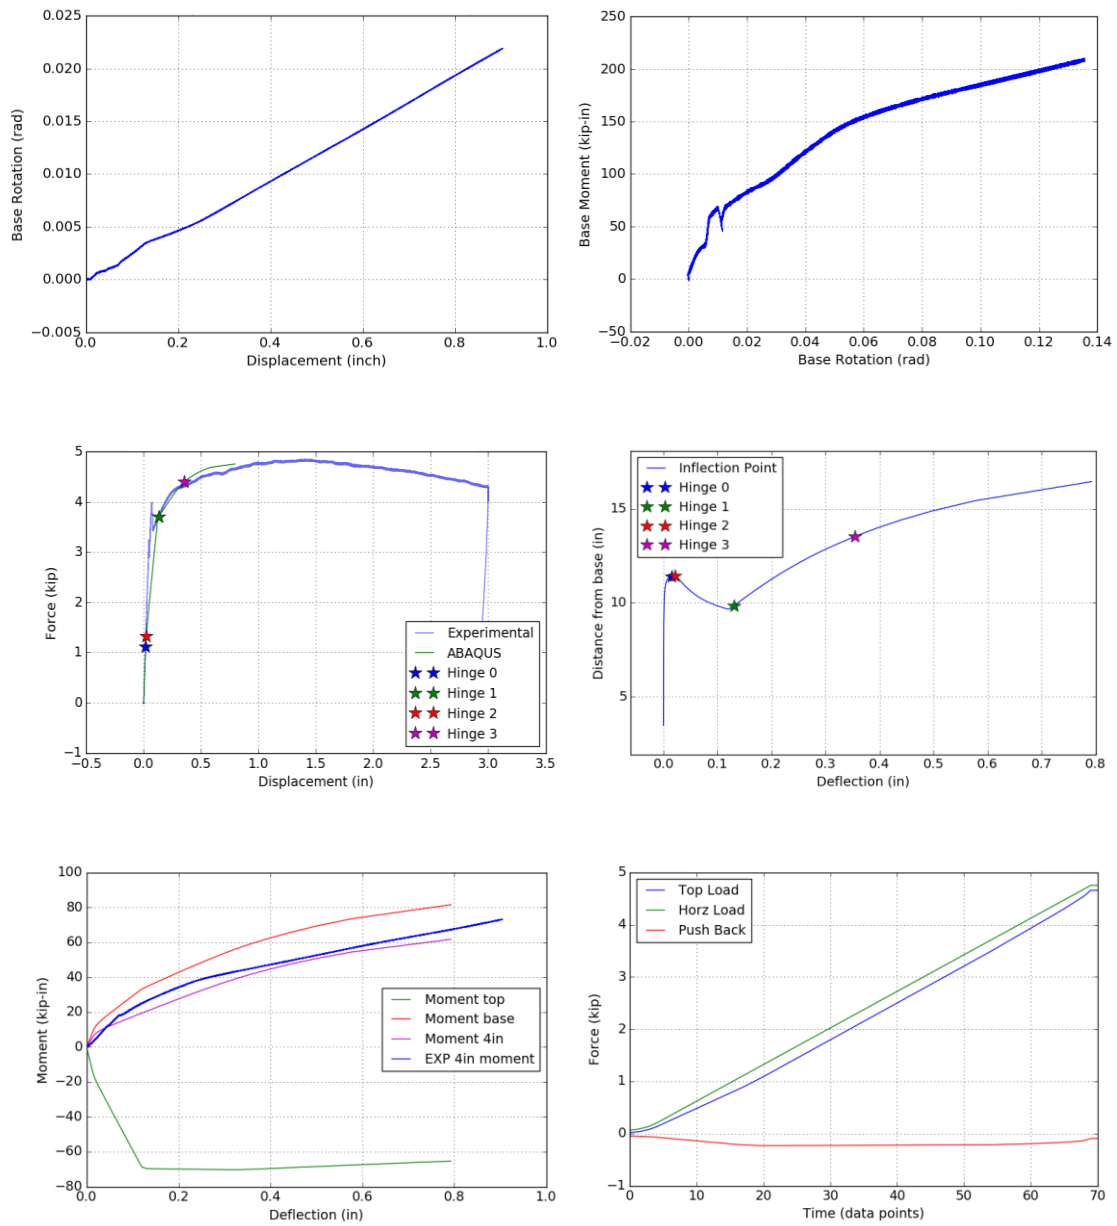 0.025
0.020
0.015
0.010
0.005
0.000
−0.005
0.0 0.2 0.4 0.6 0.8 1.0
Displacement (inch)
Base Rotation (rad)
250
200
150
100
50
0
−50
−0.02 0.00 0.02 0.04 0.06 0.08 0.10 0.12 0.14
Base Rotation (rad)
Base Moment (kip-in)
5
4
3
2
1
0
−1
−0.5 0.0 0.5 1.0 1.5 2.0 2.5 3.0 3.5
Displacement (in)
Force (kip)
Experimental
ABAQUS
Hinge 0
Hinge 1
Hinge 2
Hinge 3
15
10
5
0.0 0.1 0.2 0.3 0.4 0.5 0.6 0.7 0.8
Deflection (in)
Distance from base (in)
Inflection Point
Hinge 0
Hinge 1
Hinge 2
Hinge 3
100
80
60
40
20
0
−20
−40
−60
−80
0.0 0.2 0.4 0.6 0.8 1.0
Deflection (in)
Moment (kip-in)
Moment top
Moment base
Moment 4in
EXP 4in moment
5
4
3
2
1
0
−1
0 10 20 30 40 50 60 70
Time (data points)
Force (kip)
Top Load
Horz Load
Push Back